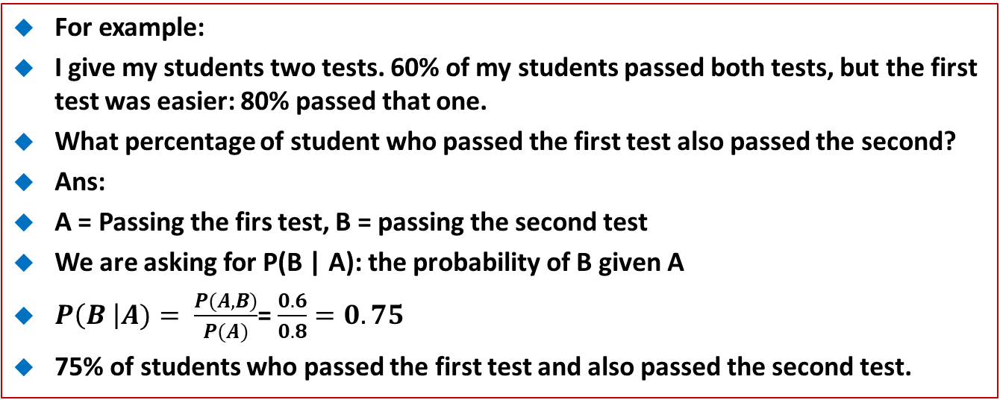 ◆ For example:
◆ I give my students two tests. 60% of my students passed both tests, but the first
test was easier: 80% passed that one.
◆ What percentage of student who passed the first test also passed the second?
◆ Ans:
◆ A = Passing the firs test, B = passing the second test
◆ We are asking for P(B | A): the probability of B given A
◆ P(B |A) = P(A,B)/P(A) = 0.6/0.8 = 0.75
◆ 75% of students who passed the first test and also passed the second test.